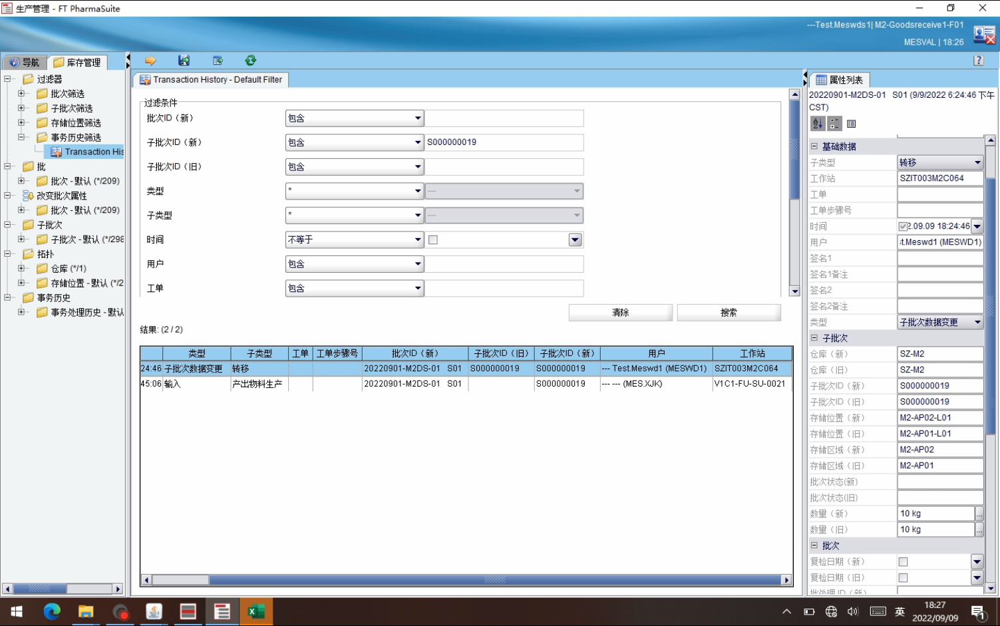 生产管理 - FT PharmaSuite
---Test.Meswds1| M2-Goodsreceive1-F01
MESVAL | 18:26
导航
库存管理
过滤器
批次筛选
子批次筛选
存储位置筛选
事务历史筛选
Transaction His
批
批次 - 默认 (*/209)
改变批次属性
批次 - 默认 (*/209)
子批次
子批次 - 默认 (*/298
拓扑
仓库 (*/1)
存储位置 - 默认 (*/2
事务历史
事务处理历史 - 默认
Transaction History - Default Filter
过滤条件
批次ID（新） 包含
子批次ID（新） 包含 S000000019
子批次ID（旧） 包含
类型 * ---
子类型 * ---
时间 不等于
用户 包含
工单 包含
清除 搜索
结果: (2 / 2)
类型 子类型 工单 工单步骤号 批次ID（新） 子批次ID（旧） 子批次ID（新） 用户 工作站
24:46 子批次数据变更 转移 20220901-M2DS-01 S01 S000000019 S000000019 --- Test.Meswd1 (MESWD1) SZIT003M2C064
45:06 输入 产出物料生产 20220901-M2DS-01 S01 S000000019 --- --- (MES.XJK) V1C1-FU-SU-0021
?
属性列表
20220901-M2DS-01 S01 (9/9/2022 6:24:46 下午
CST)
基础数据
子类型 转移
工作站 SZIT003M2C064
工单
工单步骤号
时间 2.09.09 18:24:46
用户 :t.Meswd1 (MESWD1)
签名1
签名1备注
签名2
签名2备注
类型 子批次数据变更
子批次
仓库（新） SZ-M2
仓库（旧） SZ-M2
子批次ID（新） S000000019
子批次ID（旧） S000000019
存储位置（新） M2-AP02-L01
存储位置（旧） M2-AP01-L01
存储区域（新） M2-AP02
存储区域（旧） M2-AP01
批次状态(新)
批次状态(旧)
数量（新） 10 kg ...
数量（旧） 10 kg ...
批次
复检日期（新）
复检日期（旧）
批处理 ID（新）
英
18:27
2022/09/09
1